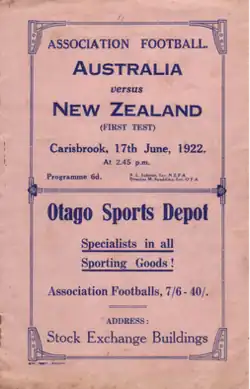 ASSOCIATION FOOTBALL.
AUSTRALIA
versus
NEW ZEALAND
(FIRST TEST)
Carisbrook, 17th June, 1922.
At 2.45 p.m.
Programme 6d.
Otago Sports Depot
Specialists in all
Sporting Goods!
Association Footballs, 7/6 - 40/.
ADDRESS:
Stock Exchange Buildings